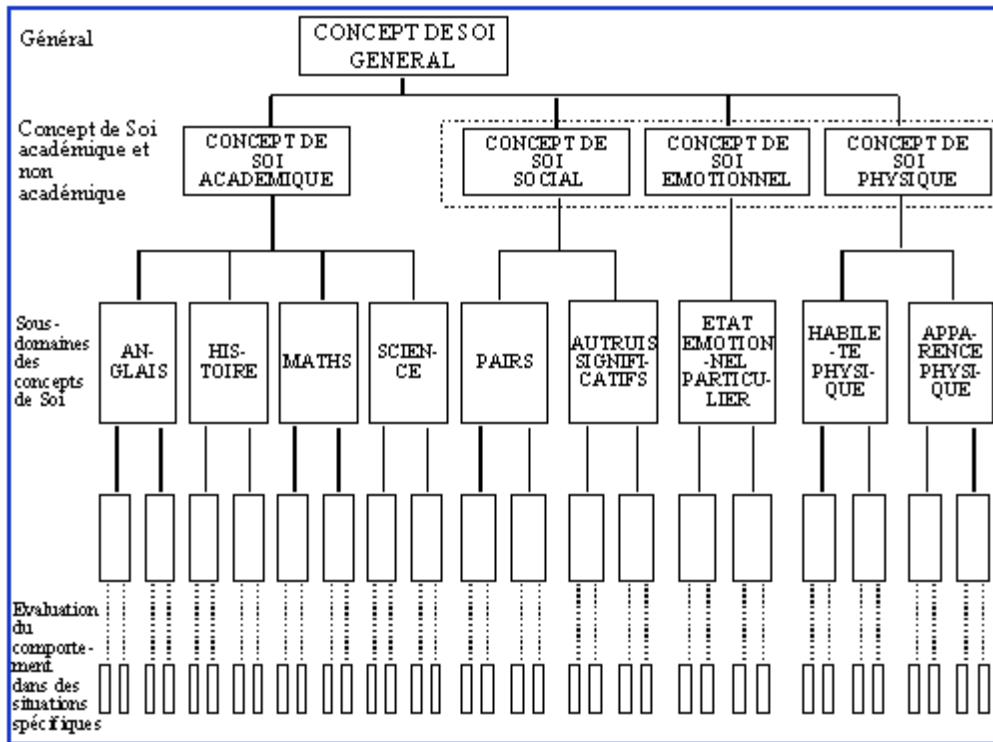 Général
CONCEPT DE SOI
GENERAL
Concept de Soi
académique et
non
académique
CONCEPT DE
SOI
ACADEMIQUE
CONCEPT DE
SOI
SOCIAL
CONCEPT DE
SOI
EMOTIONNEL
CONCEPT DE
SOI
PHYSIQUE
Sous-
domaines
des
concepts
de Soi
AN-
GLAIS
HIS-
TOIRE
MATHS
SCIEN-
CE
PAIRS
AUTRUIS
SIGNIFI-
CATIFS
ETAT
EMOTION
-NEL
PARTICU-
LIER
HABILE
-TE
PHYSI-
QUE
APPA-
RENCE
PHYSI-
QUE
Evaluation
du
comporte-
ment
dans des
situations
spécifiques